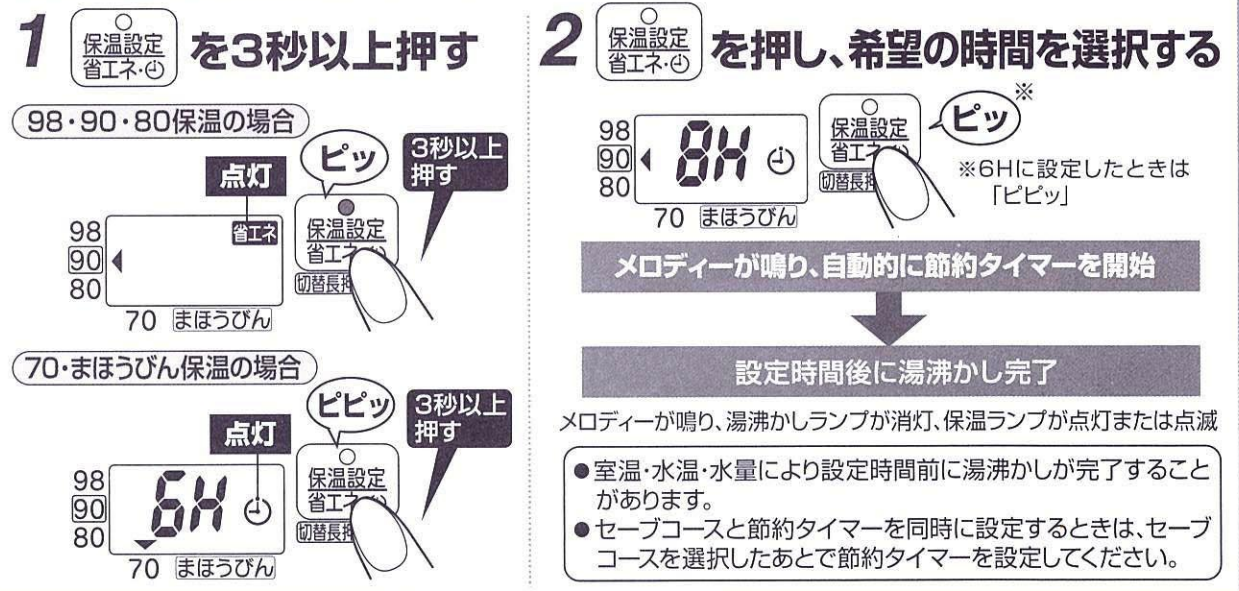 1 保温設定 省エネ・ を3秒以上押す
98・90・80保温の場合
点灯
ピッ
3秒以上
押す
98
90
80
省エネ
70 まほうびん
保温設定
省エネ
切替長押
70・まほうびん保温の場合
点灯
ピピッ
3秒以上
押す
98
90
80
6H
70 まほうびん
保温設定
省エネ
切替長押
2 保温設定 省エネ・ を押し、希望の時間を選択する
98
90
80
8H
70 まほうびん
保温設定
省エネ
切替長押
ピッ※
※6Hに設定したときは
「ピピッ」
メロディーが鳴り、自動的に節約タイマーを開始
設定時間後に湯沸かし完了
メロディーが鳴り、湯沸かしランプが消灯、保温ランプが点灯または点滅
●室温・水温・水量により設定時間前に湯沸かしが完了すること
があります。
●セーブコースと節約タイマーを同時に設定するときは、セーブ
コースを選択したあとで節約タイマーを設定してください。